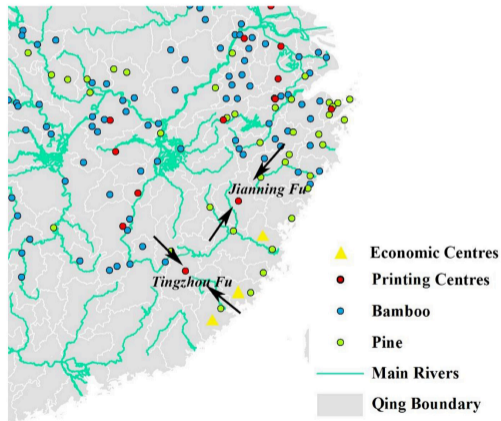 Jianning Fu
Tingzhou Fu
Economic Centres
Printing Centres
Bamboo
Pine
Main Rivers
Qing Boundary